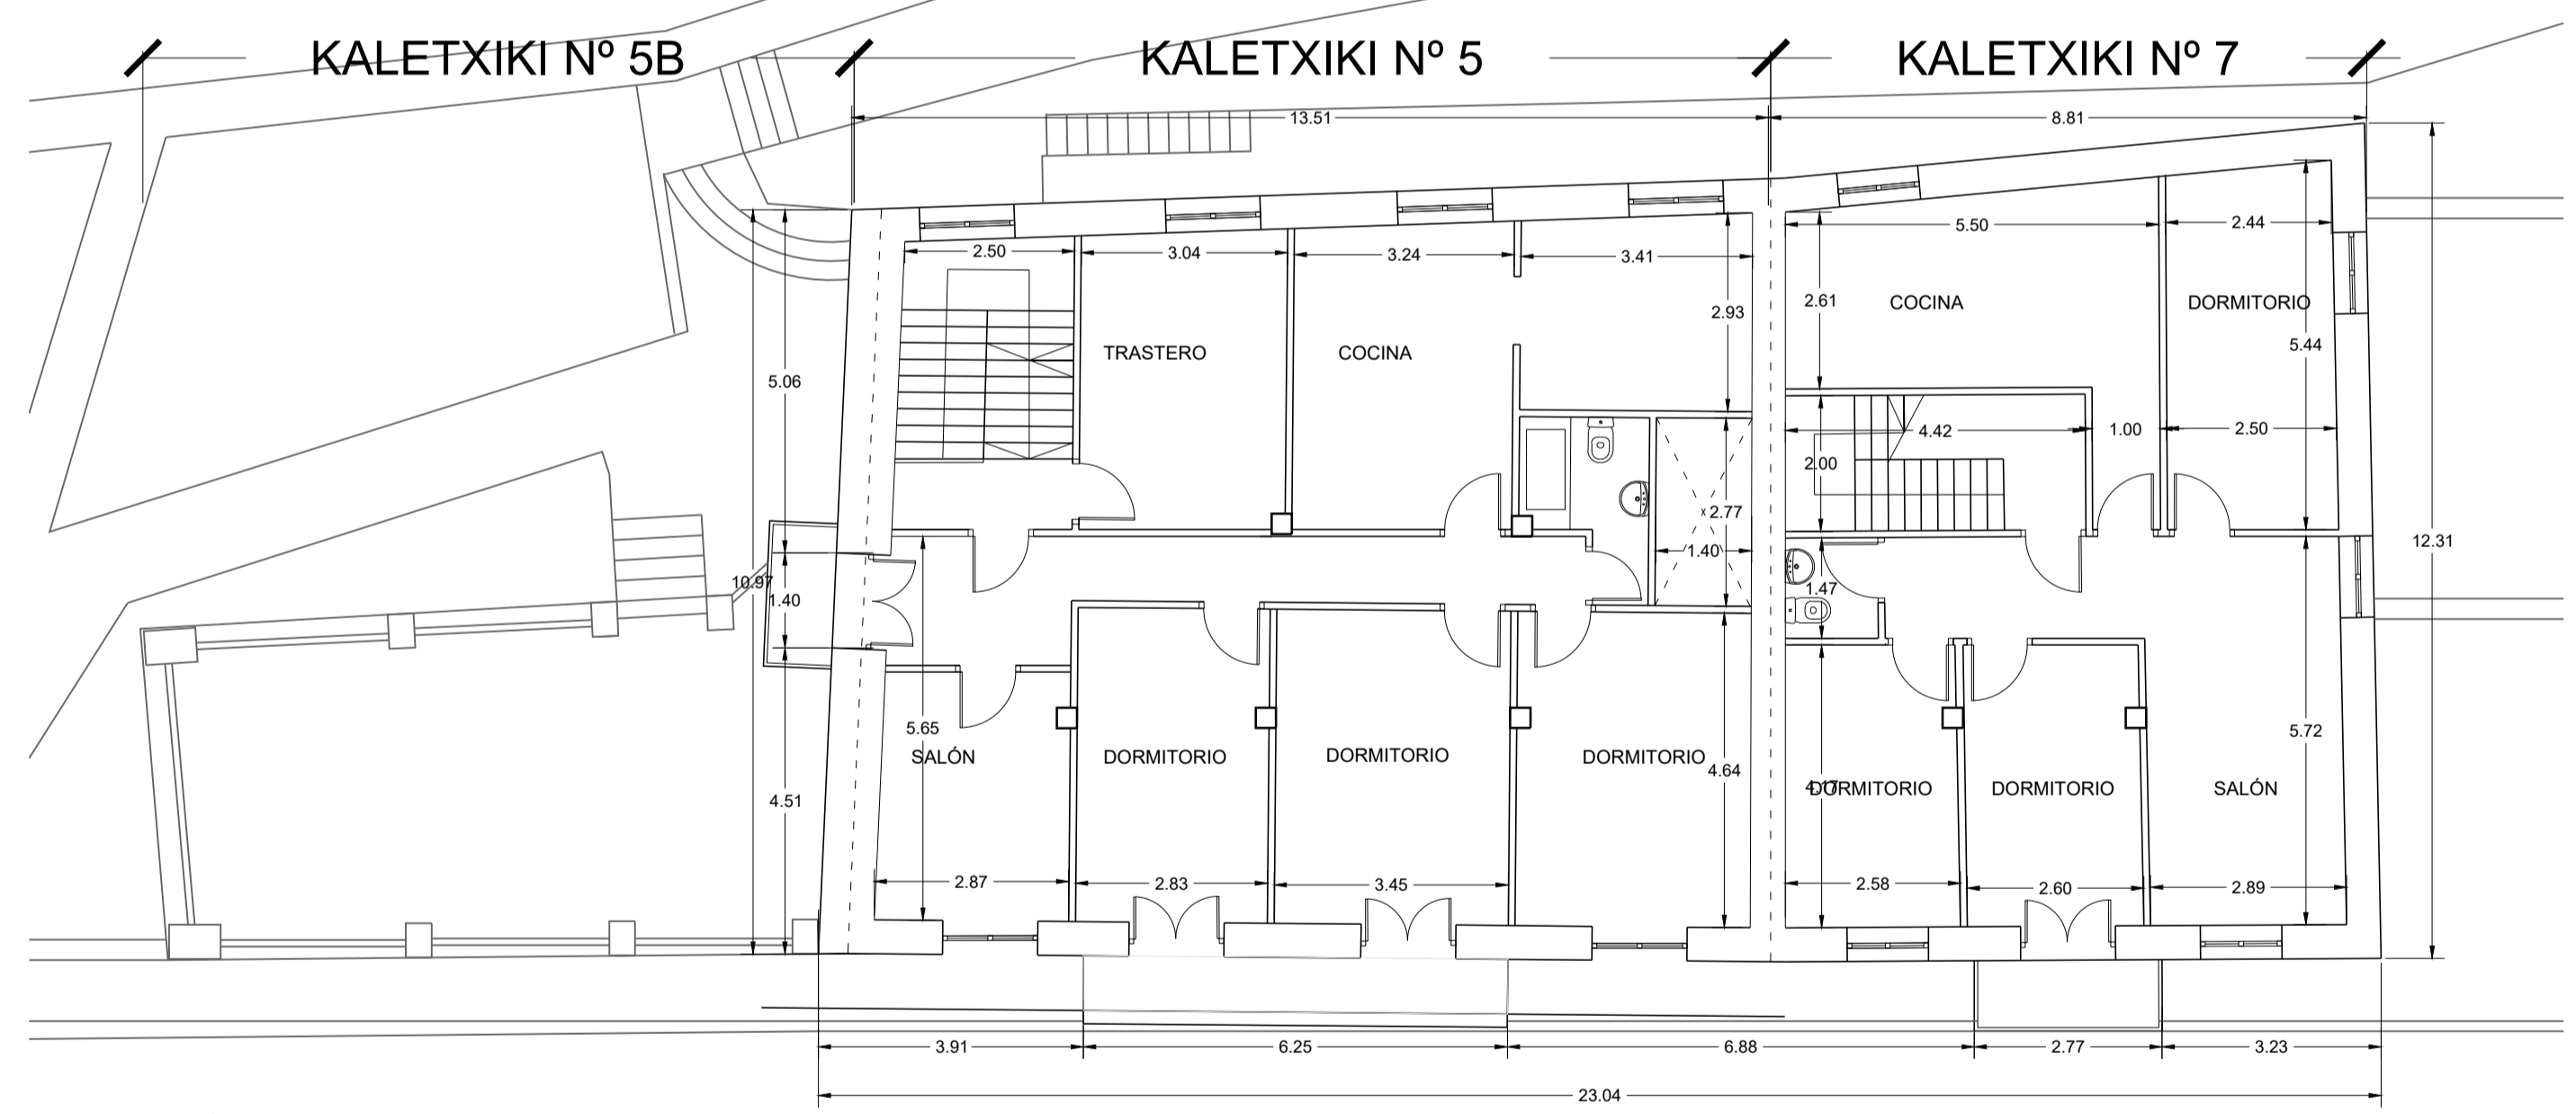 KALETXIKI Nº 5B
KALETXIKI Nº 5
KALETXIKI Nº 7
13.51
8.81
2.50
3.04
3.24
3.41
5.50
2.44
2.93
2.61
COCINA
DORMITORIO
5.44
TRASTERO
COCINA
5.06
4.42
1.00
2.50
2.00
2.77
1.40
12.31
10.97
1.40
1.47
5.65
SALÓN
DORMITORIO
DORMITORIO
DORMITORIO
4.64
4.17
DORMITORIO
DORMITORIO
SALÓN
5.72
4.51
2.87
2.83
3.45
2.58
2.60
2.89
3.91
6.25
6.88
2.77
3.23
23.04